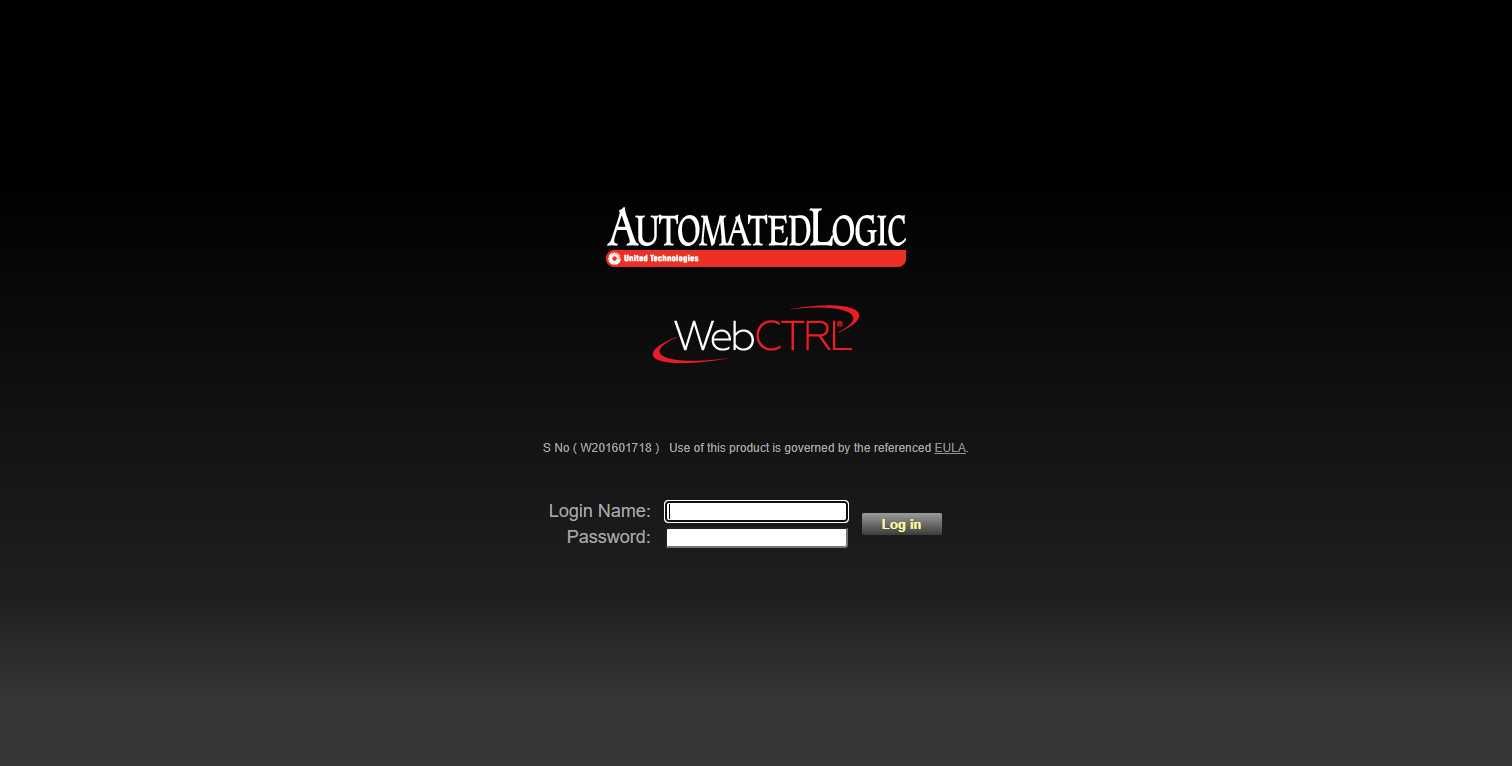 AUTOMATEDLOGIC
United Technologies
WebCTRL®
S No ( W201601718 ) Use of this product is governed by the referenced EULA.
Login Name:
Log in
Password: